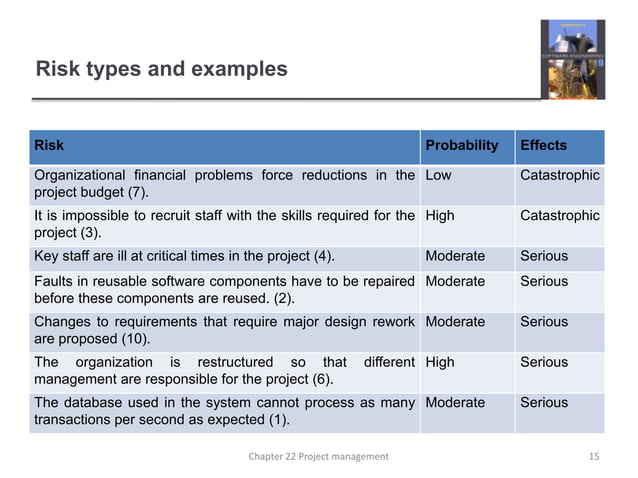 Risk types and examples
SOFTWARE ENGINEERING
9
Risk Probability Effects
Organizational financial problems force reductions in the Low Catastrophic
project budget (7).
It is impossible to recruit staff with the skills required for the High Catastrophic
project (3).
Key staff are ill at critical times in the project (4). Moderate Serious
Faults in reusable software components have to be repaired Moderate Serious
before these components are reused. (2).
Changes to requirements that require major design rework Moderate Serious
are proposed (10).
The organization is restructured so that different High Serious
management are responsible for the project (6).
The database used in the system cannot process as many Moderate Serious
transactions per second as expected (1).
Chapter 22 Project management 15